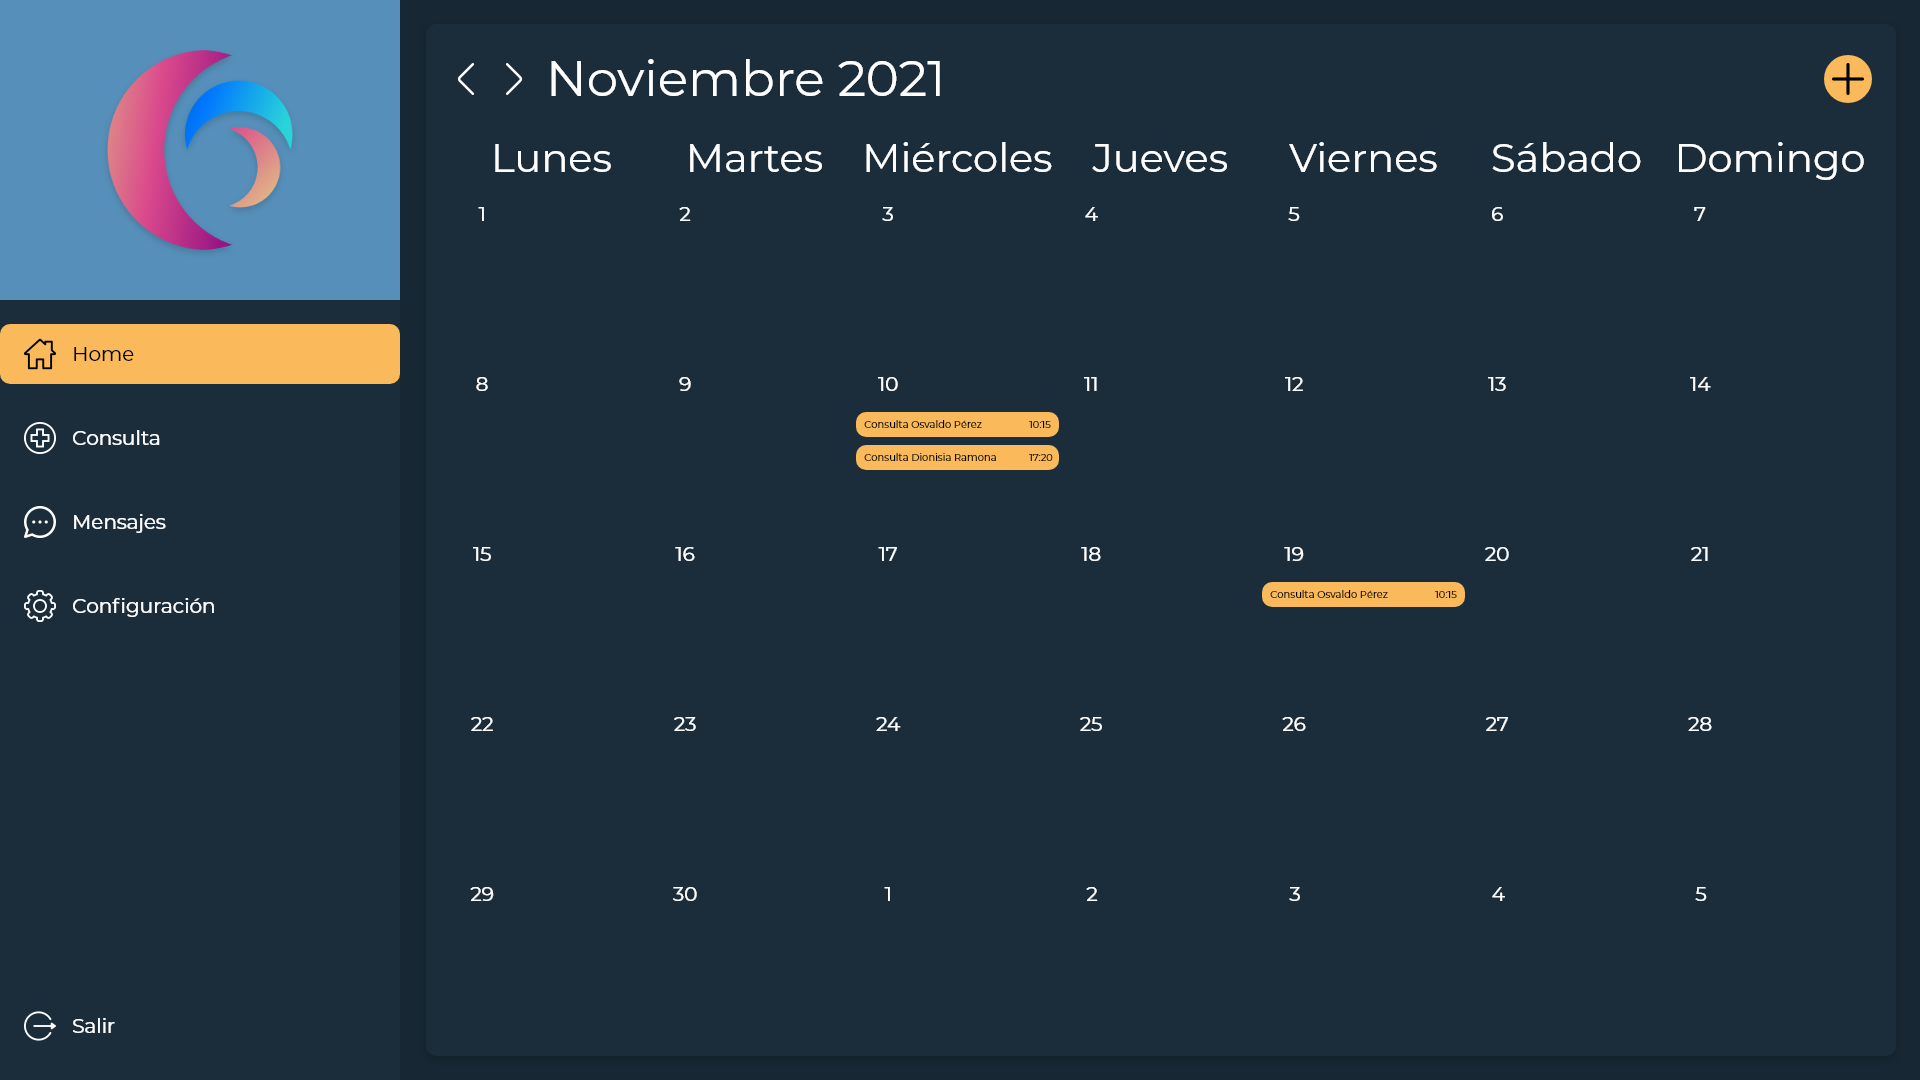 Noviembre 2021
Lunes Martes Miércoles Jueves Viernes Sábado Domingo
1 2 3 4 5 6 7
Home
8 9 10 11 12 13 14
Consulta Osvaldo Pérez 10:15
Consulta Dionisia Ramona 17:20
Consulta
Mensajes
15 16 17 18 19 20 21
Consulta Osvaldo Pérez 10:15
Configuración
22 23 24 25 26 27 28
29 30 1 2 3 4 5
Salir